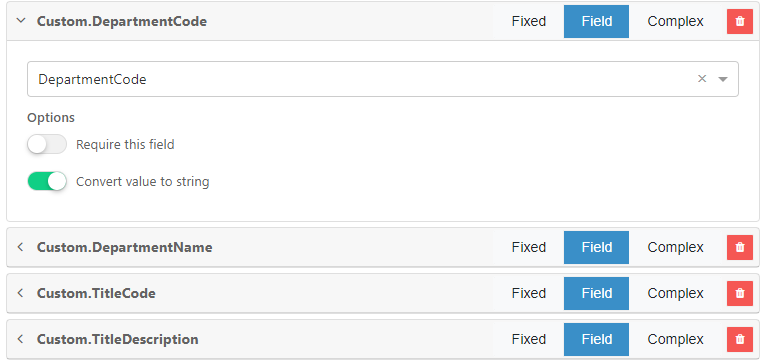 Custom.DepartmentCode Fixed Field Complex
DepartmentCode
Options
Require this field
Convert value to string
Custom.DepartmentName Fixed Field Complex
Custom.TitleCode Fixed Field Complex
Custom.TitleDescription Fixed Field Complex